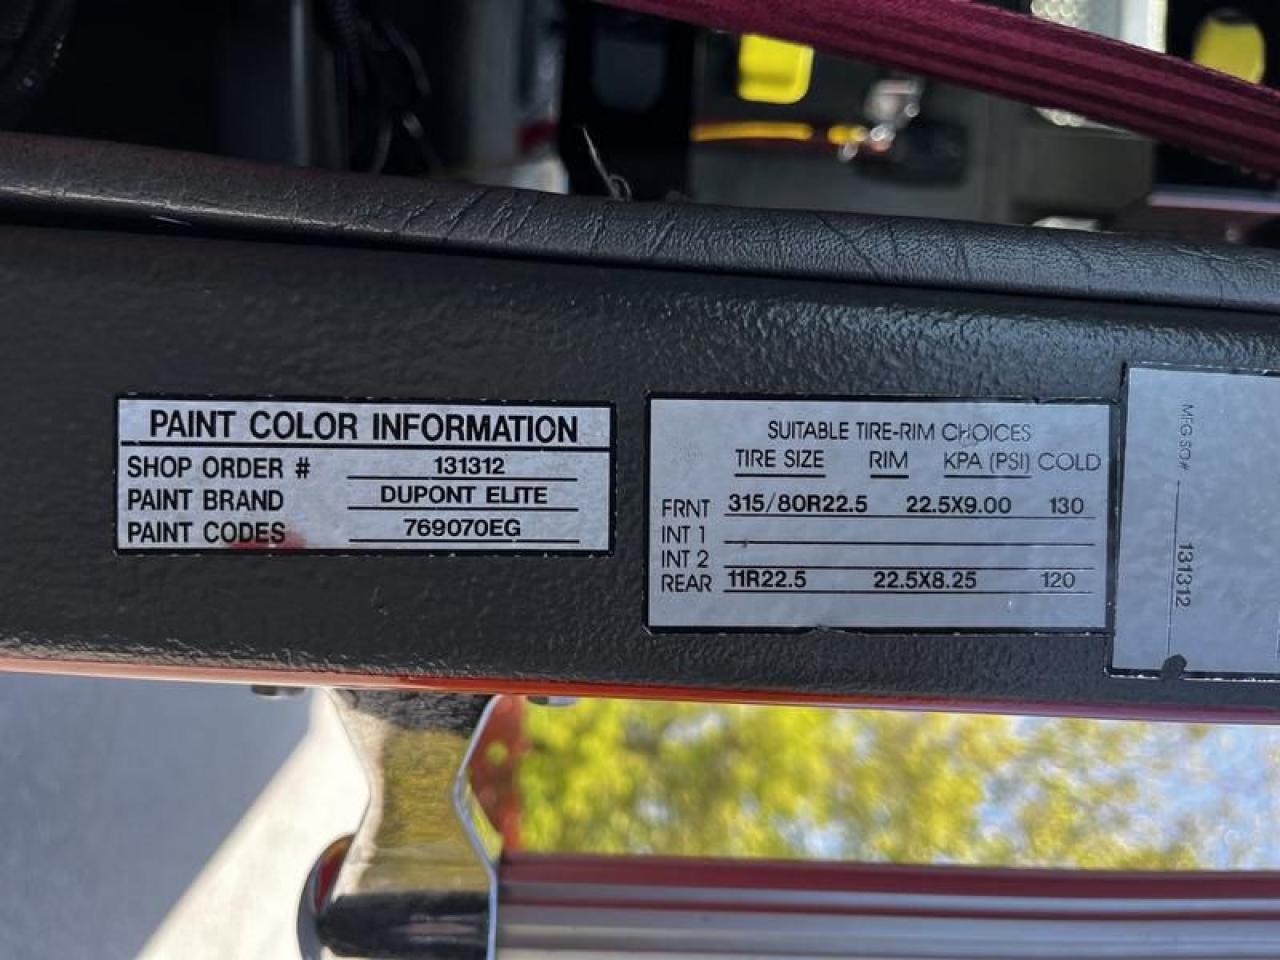 PAINT COLOR INFORMATION
SHOP ORDER # 131312
PAINT BRAND DUPONT ELITE
PAINT CODES 769070EG
SUITABLE TIRE-RIM CHOICES
TIRE SIZE RIM KPA (PSI) COLD
FRNT 315/80R22.5 22.5X9.00 130
INT 1
INT 2
REAR 11R22.5 22.5X8.25 120
MFG SO# 131312